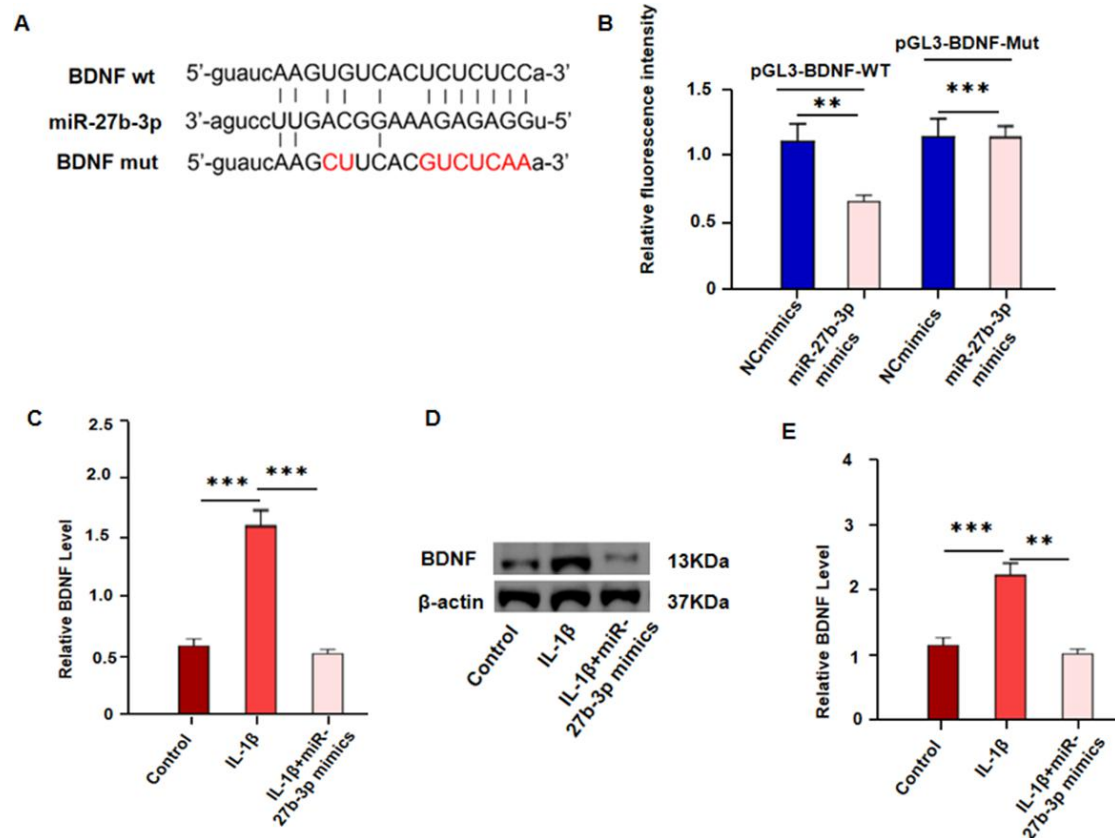 A
BDNF wt 5’-guaucAAGUGUCACUCUCUCCa-3’
miR-27b-3p 3’-aguccUUGACGGAAAGAGAGGu-5’
BDNF mut 5’-guaucAAGCUUCACGUCUCAAa-3’
B
Relative fluorescence intensity
pGL3-BDNF-WT
pGL3-BDNF-Mut
**
***
1.5
1.0
0.5
0
NCmimics
miR-27b-3p
mimics
NCmimics
miR-27b-3p
mimics
C
Relative BDNF Level
2.5
2.0
1.5
1.0
0.5
0
***
***
Control
IL-1β
IL-1β+miR-
27b-3p mimics
D
BDNF 13KDa
β-actin 37KDa
Control
IL-1β
IL-1β+miR-
27b-3p mimics
E
Relative BDNF Level
4
3
2
1
0
***
**
Control
IL-1β
IL-1β+miR-
27b-3p mimics